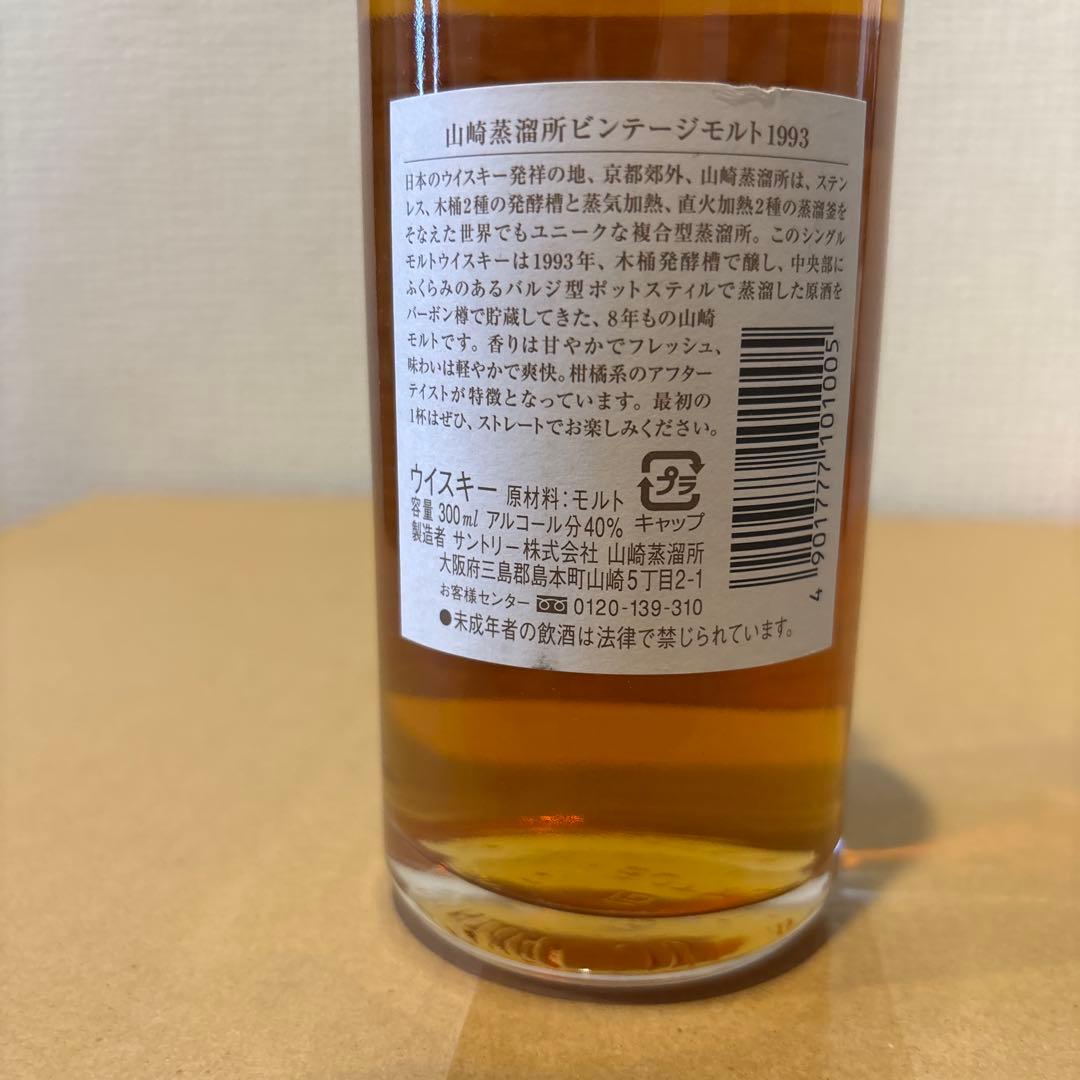 山崎蒸溜所ビンテージモルト1993
日本のウイスキー発祥の地、京都郊外、山崎蒸溜所は、ステン
レス、木桶2種の発酵槽と蒸気加熱、直火加熱2種の蒸溜釜を
そなえた世界でもユニークな複合型蒸溜所。このシングル
モルトウイスキーは1993年、木桶発酵槽で醸し、中央部に
ふくらみのあるバルジ型ポットスティルで蒸溜した原酒を
バーボン樽で貯蔵してきた、8年もの山崎
モルトです。香りは甘やかでフレッシュ、
味わいは軽やかで爽快。柑橘系のアフター
テイストが特徴となっています。最初の
1杯はぜひ、ストレートでお楽しみください。
ウイスキー 原材料:モルト
プラ
容量 300ml アルコール分40% キャップ
製造者 サントリー株式会社 山崎蒸溜所
大阪府三島郡島本町山崎5丁目2-1
お客様センター 0120-139-310
●未成年者の飲酒は法律で禁じられています。
4 901777 101005